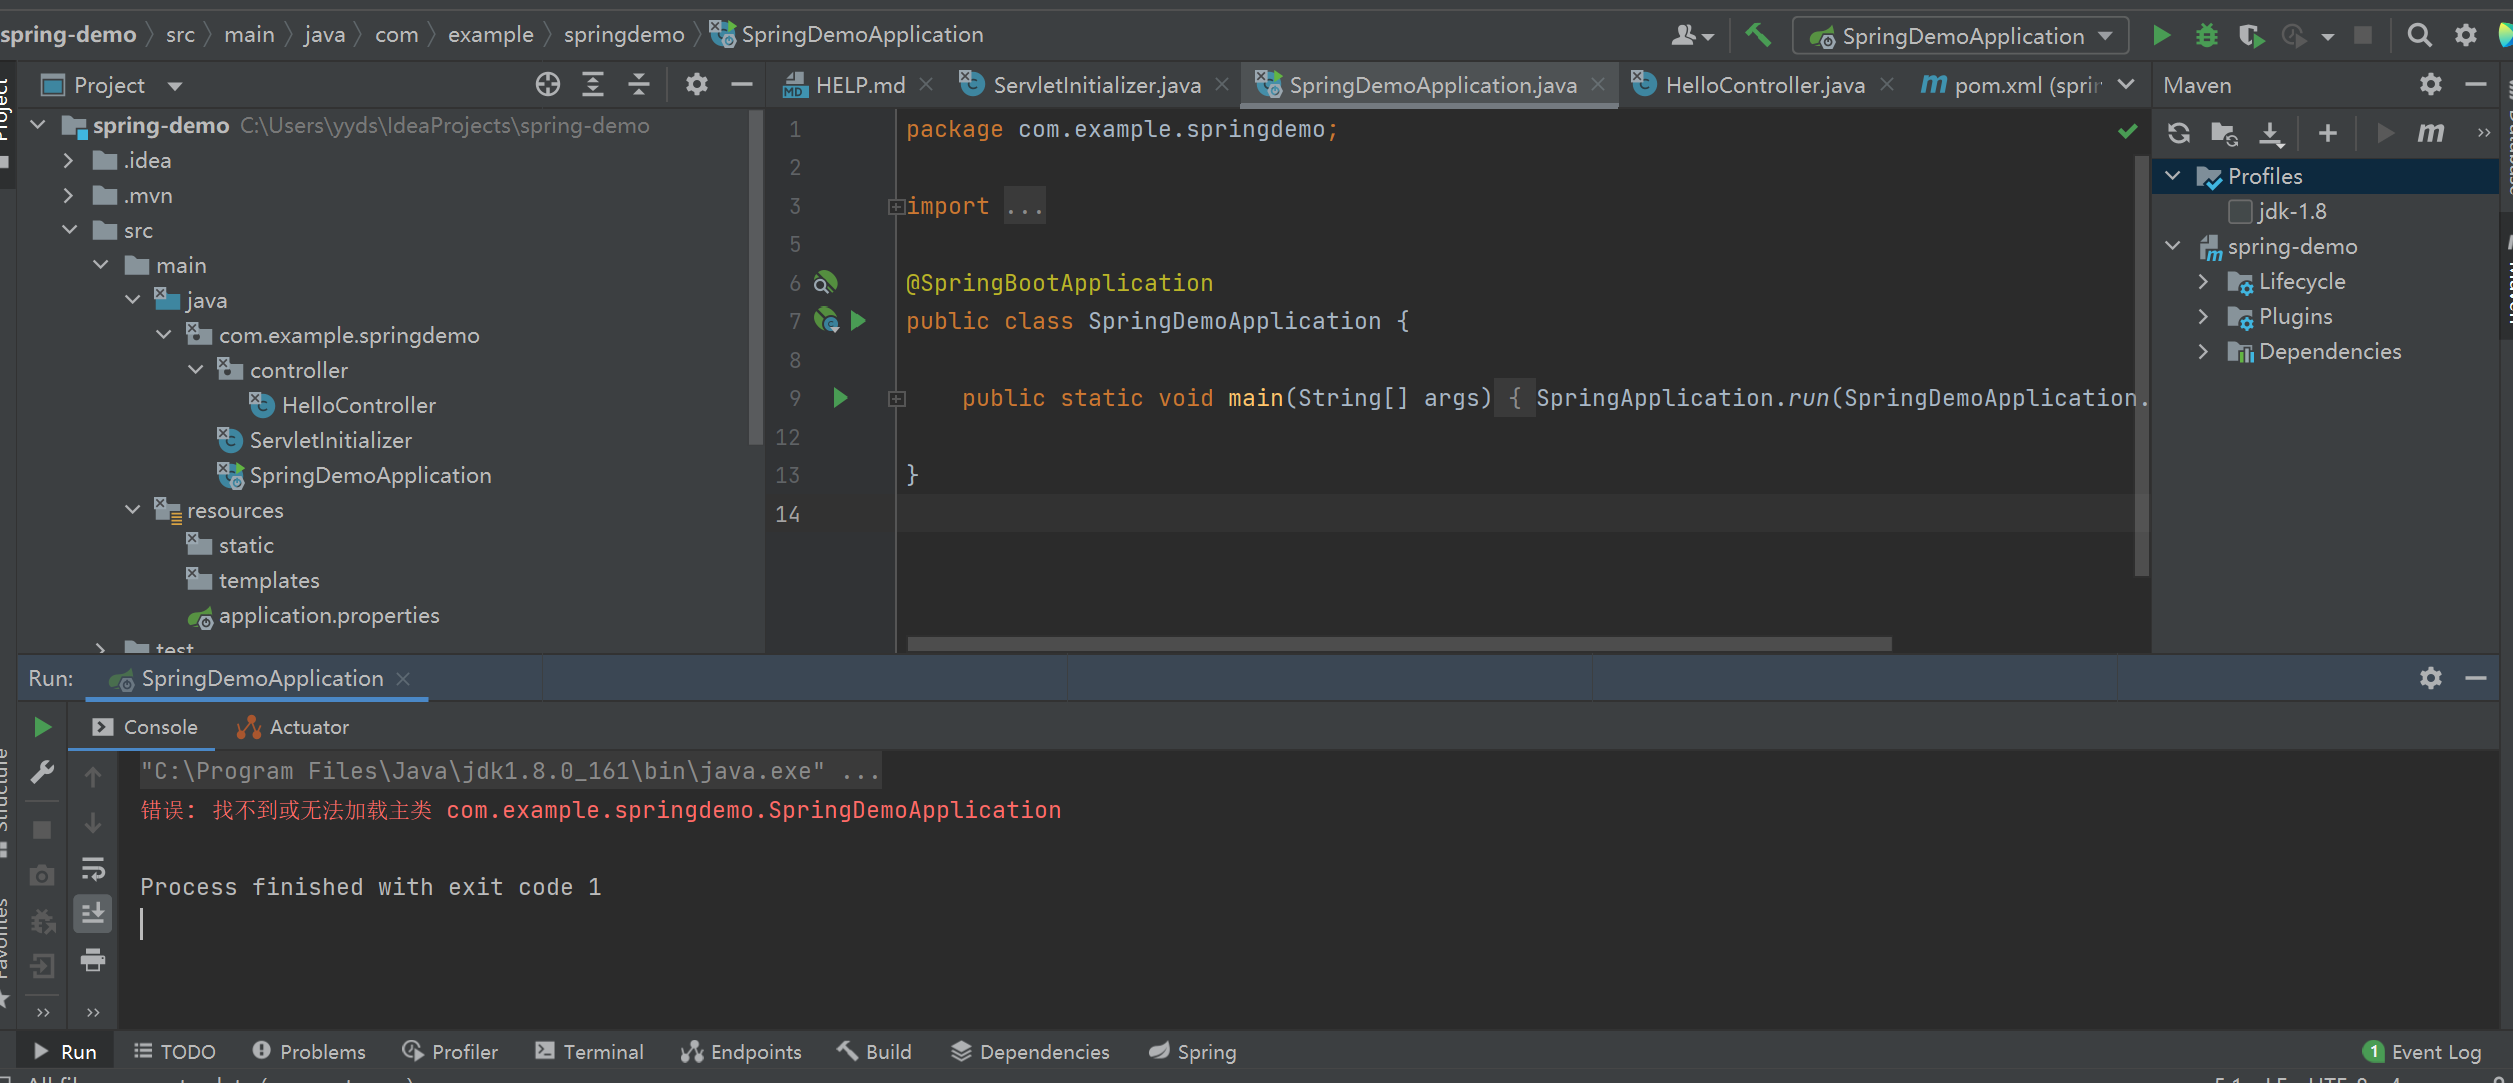 spring-demo src main java com example springdemo SpringDemoApplication
SpringDemoApplication
Project
HELP.md ServletInitializer.java SpringDemoApplication.java HelloController.java pom.xml (sprin
Maven
Project
spring-demo C:\Users\yyds\IdeaProjects\spring-demo
.idea
.mvn
src
main
java
com.example.springdemo
controller
HelloController
ServletInitializer
SpringDemoApplication
resources
static
templates
application.properties
test
1 package com.example.springdemo;
2
3 import ...
5
6 @SpringBootApplication
7 public class SpringDemoApplication {
8
9 public static void main(String[] args) { SpringApplication.run(SpringDemoApplication.
12
13 }
14
Profiles
jdk-1.8
spring-demo
Lifecycle
Plugins
Dependencies
Run: SpringDemoApplication
Console Actuator
"C:\Program Files\Java\jdk1.8.0_161\bin\java.exe" ...
错误: 找不到或无法加载主类 com.example.springdemo.SpringDemoApplication
Process finished with exit code 1
Structure
Favorites
Run TODO Problems Profiler Terminal Endpoints Build Dependencies Spring
1 Event Log